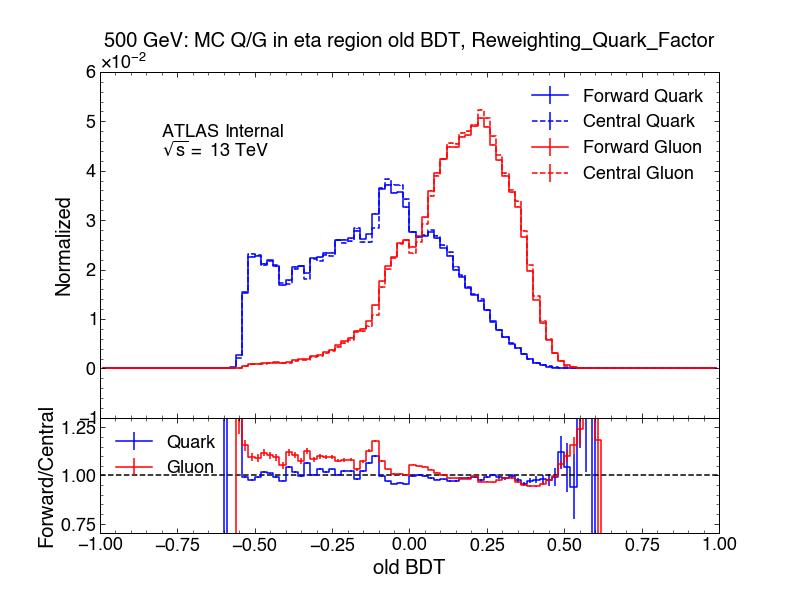 500 GeV: MC Q/G in eta region old BDT, Reweighting_Quark_Factor
×10⁻²
6
5
4
3
2
1
0
−1
Normalized
ATLAS Internal
√s = 13 TeV
Forward Quark
Central Quark
Forward Gluon
Central Gluon
1.25
1.00
0.75
Forward/Central
Quark
Gluon
−1.00 −0.75 −0.50 −0.25 0.00 0.25 0.50 0.75 1.00
old BDT